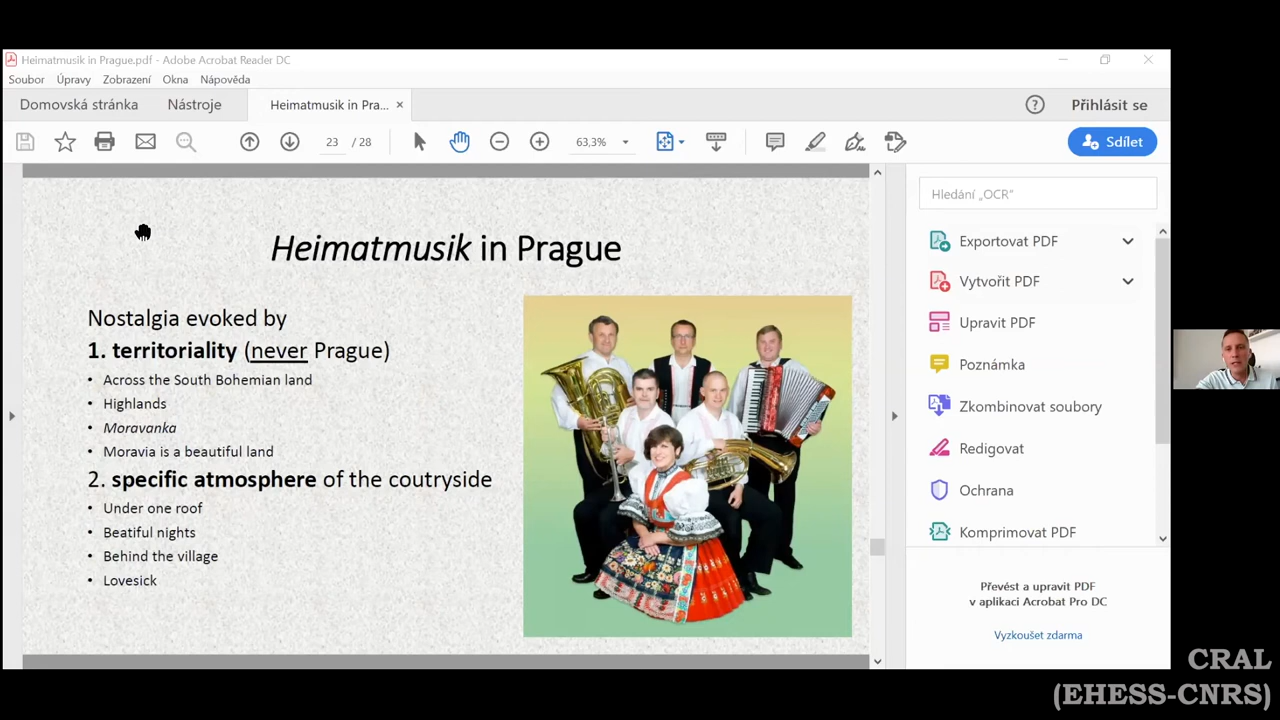 Heimatmusik in Prague.pdf - Adobe Acrobat Reader DC
Soubor Úpravy Zobrazení Okna Nápověda
Domovská stránka Nástroje Heimatmusik in Pra... × Přihlásit se
23 / 28 63,3% Sdílet
Hledání „OCR“
Heimatmusik in Prague
Nostalgia evoked by
1. territoriality (never Prague)
• Across the South Bohemian land
• Highlands
• Moravanka
• Moravia is a beautiful land
2. specific atmosphere of the coutryside
• Under one roof
• Beatiful nights
• Behind the village
• Lovesick
Exportovat PDF
Vytvořit PDF
Upravit PDF
Poznámka
Zkombinovat soubory
Redigovat
Ochrana
Komprimovat PDF
Převést a upravit PDF
v aplikaci Acrobat Pro DC
Vyzkoušet zdarma
CRAL
(EHESS-CNRS)